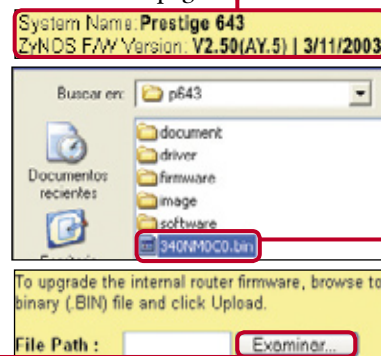 System Name: Prestige 643
ZyNOS F/W Version: V2.50(AY.5) | 3/11/2003
Buscar en: p643
document
driver
Documentos recientes
firmware
image
software
340NM0C0.bin
To upgrade the internal router firmware, browse to
binary (.BIN) file and click Upload.
File Path : Examinar...